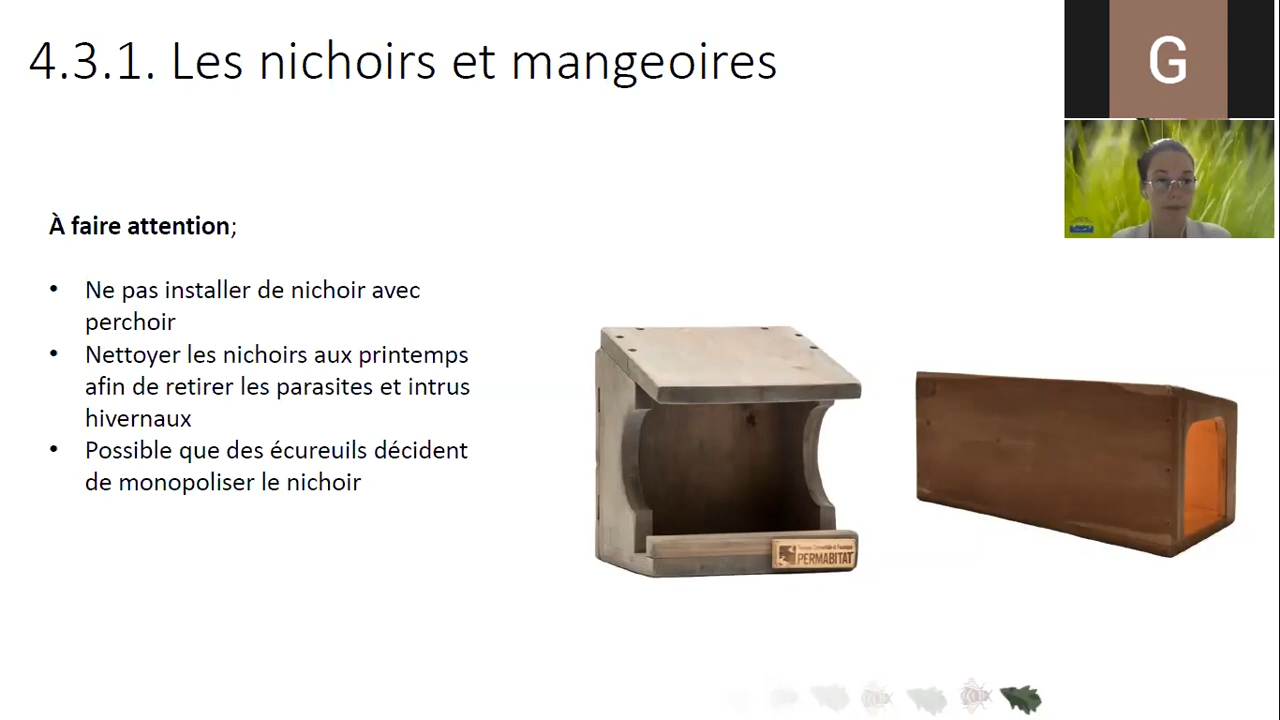 4.3.1. Les nichoirs et mangeoires
G
À faire attention;
• Ne pas installer de nichoir avec
perchoir
• Nettoyer les nichoirs aux printemps
afin de retirer les parasites et intrus
hivernaux
• Possible que des écureuils décident
de monopoliser le nichoir
PERMABITAT